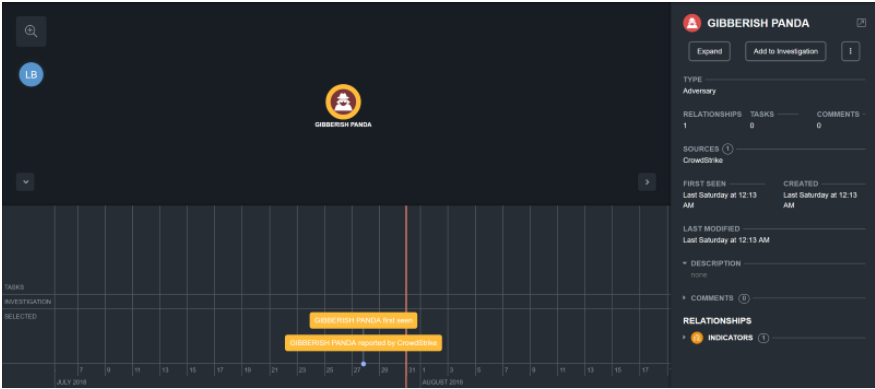 LB
GIBBERISH PANDA
TASKS
INVESTIGATION
SELECTED
GIBBERISH PANDA first seen
GIBBERISH PANDA reported by CrowdStrike
7 9 11 13 15 17 19 21 23 25 27 29 31 1 3 5 7 9 11 13 15 17
JULY 2018 AUGUST 2018
GIBBERISH PANDA
Expand Add to Investigation
TYPE
Adversary
RELATIONSHIPS TASKS COMMENTS
1 0 0
SOURCES 1
CrowdStrike
FIRST SEEN CREATED
Last Saturday at 12:13 Last Saturday at 12:13
AM AM
LAST MODIFIED
Last Saturday at 12:13 AM
DESCRIPTION
none
COMMENTS 0
RELATIONSHIPS
INDICATORS 1